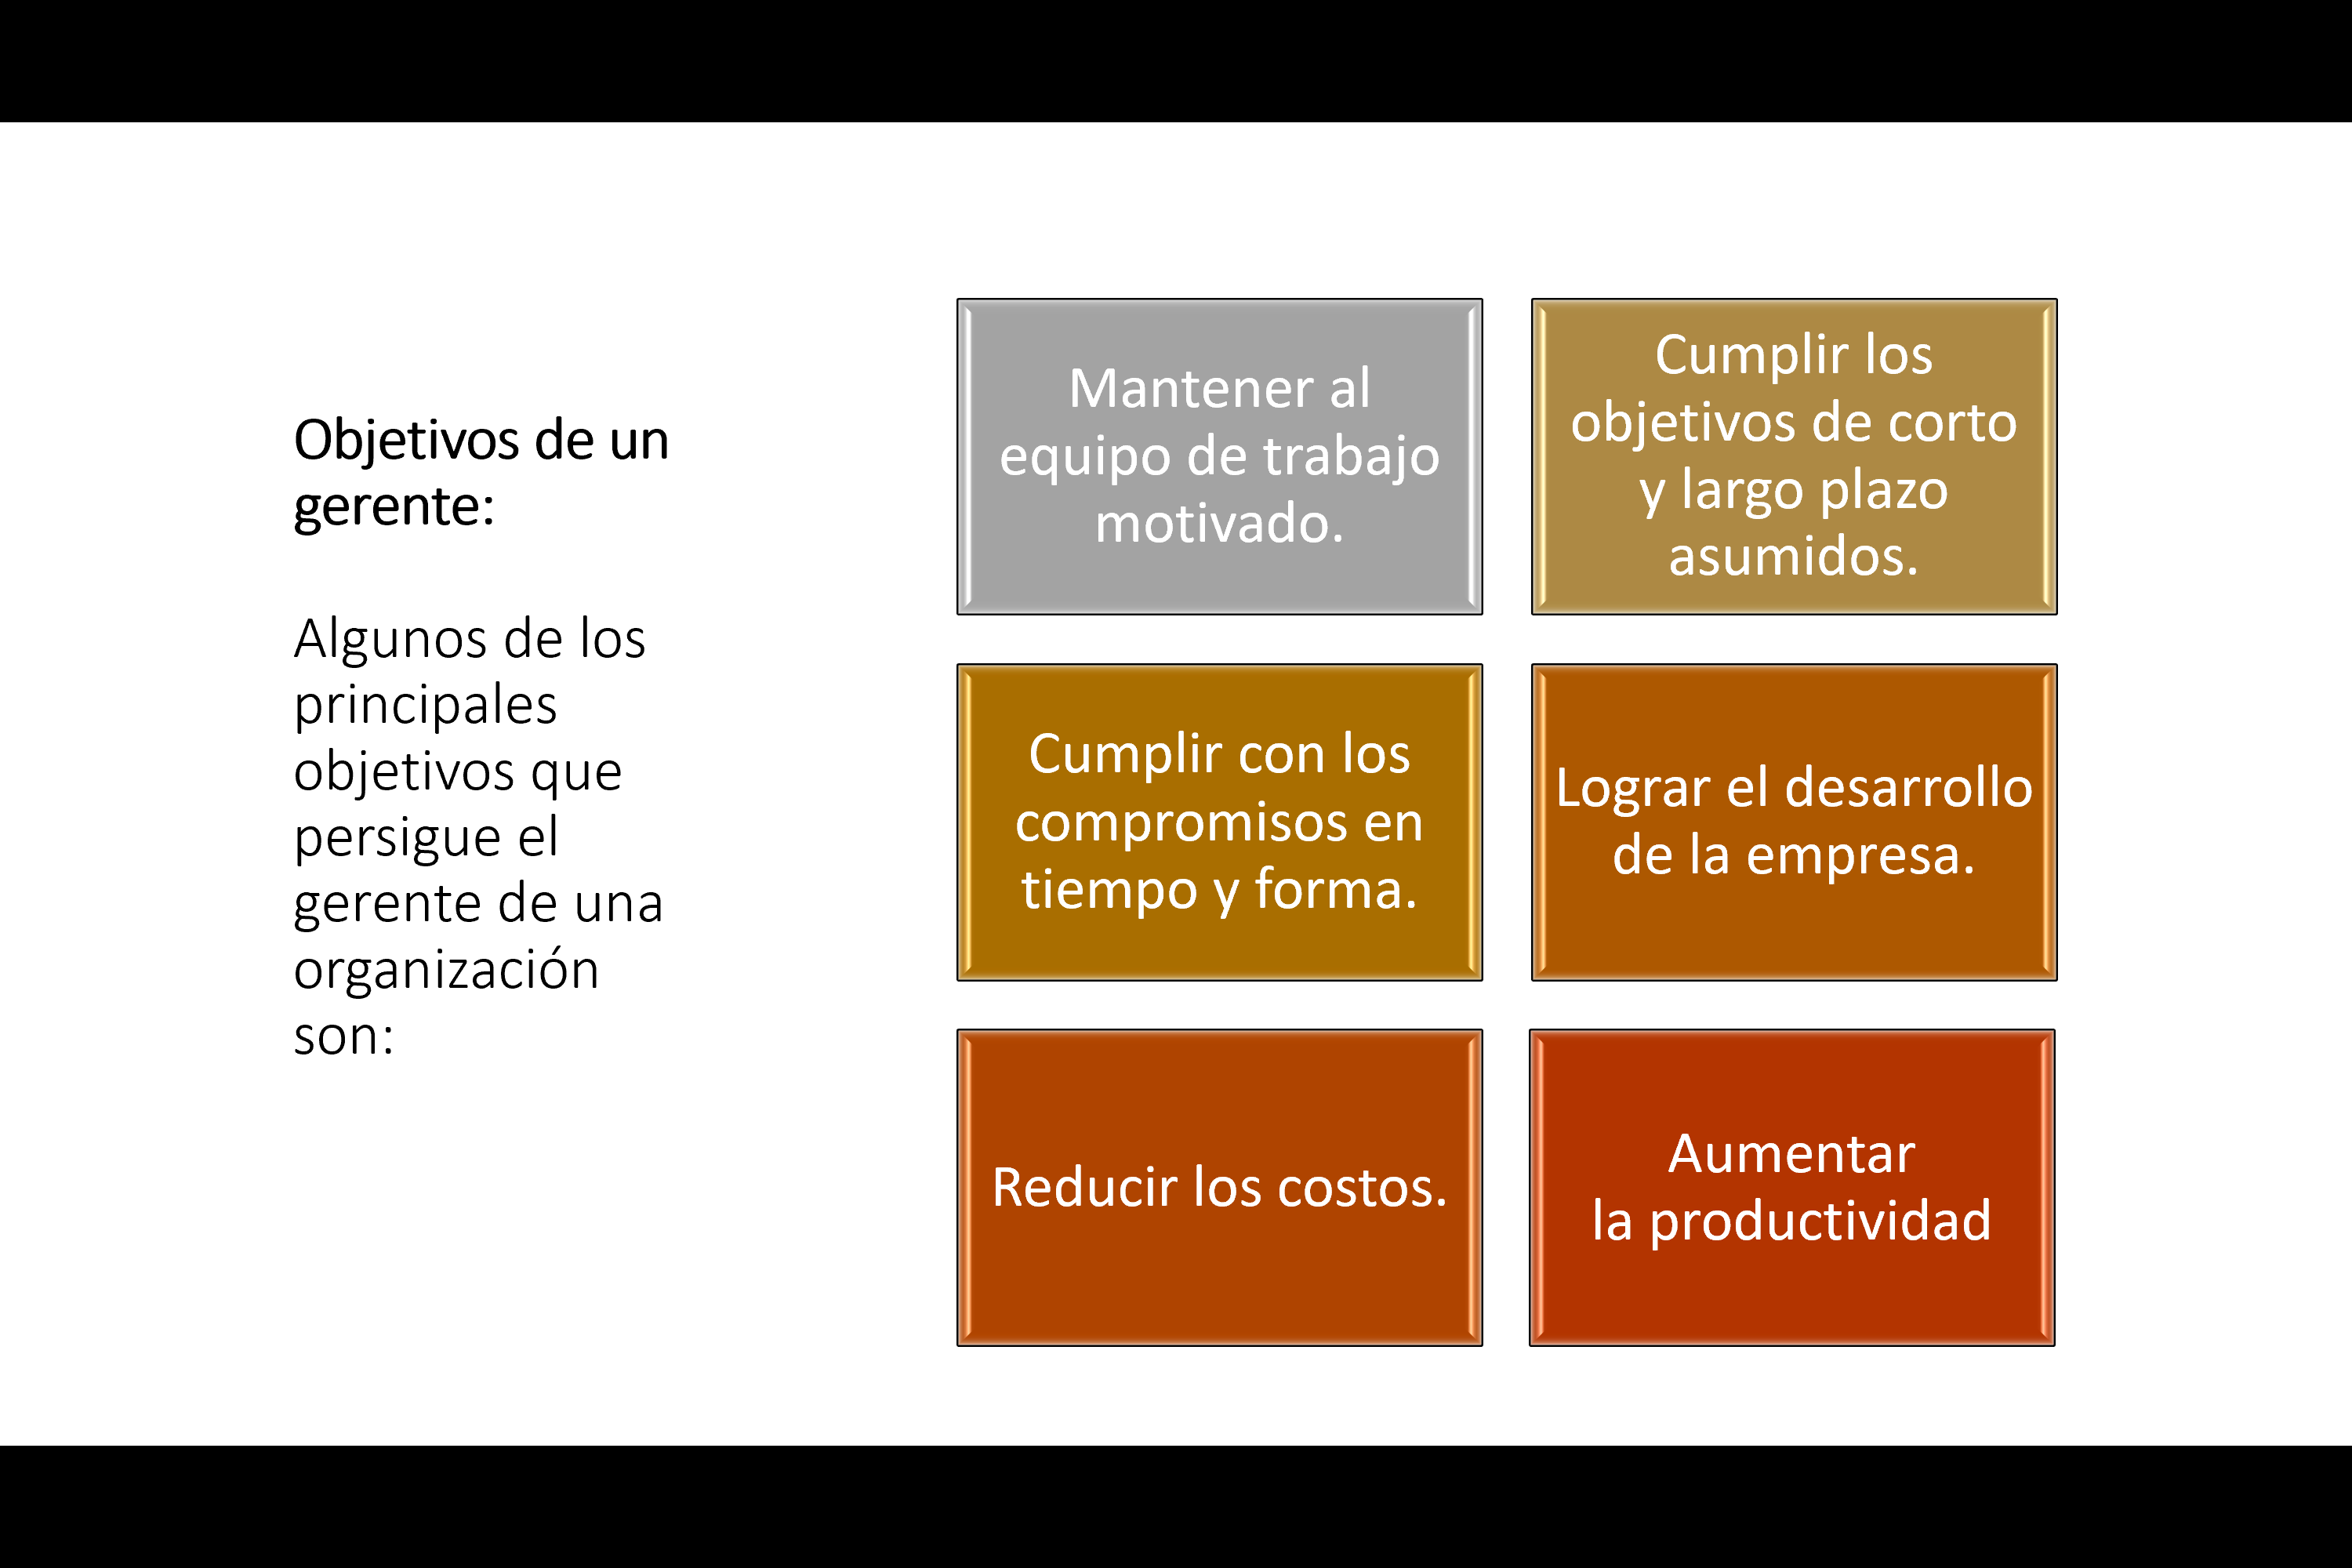 Objetivos de un
gerente:
Algunos de los
principales
objetivos que
persigue el
gerente de una
organización
son:
Mantener al
equipo de trabajo
motivado.
Cumplir los
objetivos de corto
y largo plazo
asumidos.
Cumplir con los
compromisos en
tiempo y forma.
Lograr el desarrollo
de la empresa.
Reducir los costos.
Aumentar
la productividad